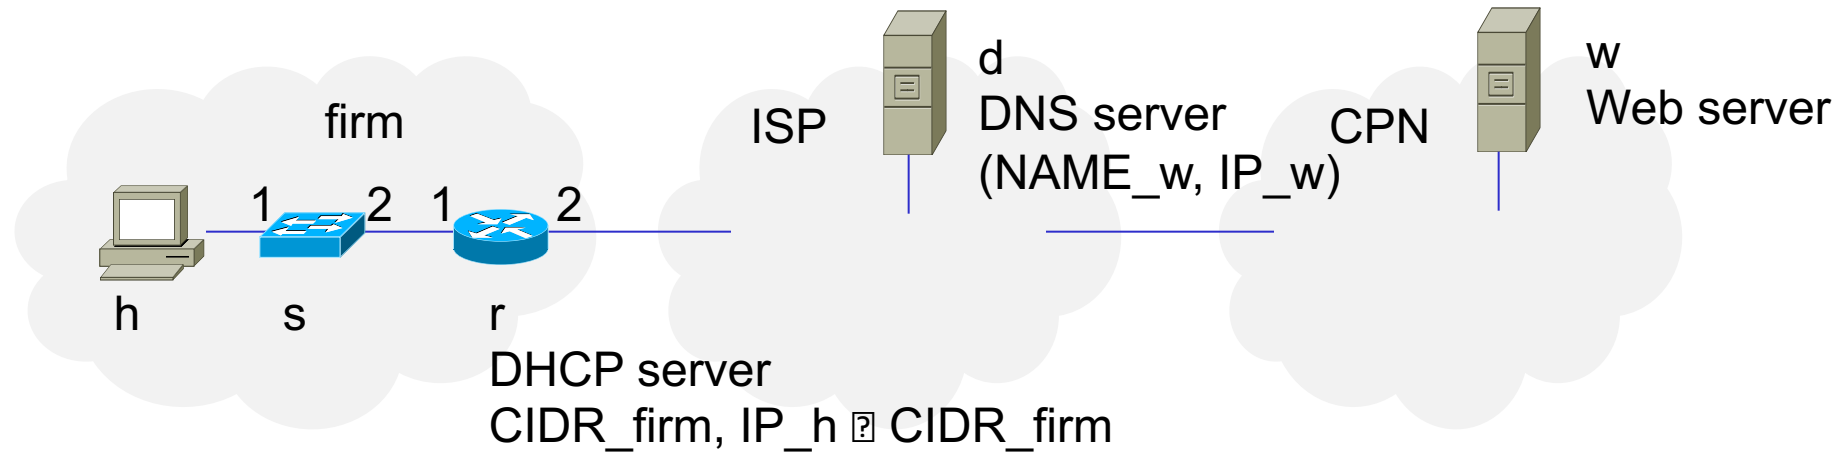 firm
1
2
1
2
h
s
r
DHCP server
CIDR_firm, IP_h ⍰ CIDR_firm
ISP
d
DNS server
(NAME_w, IP_w)
CPN
w
Web server